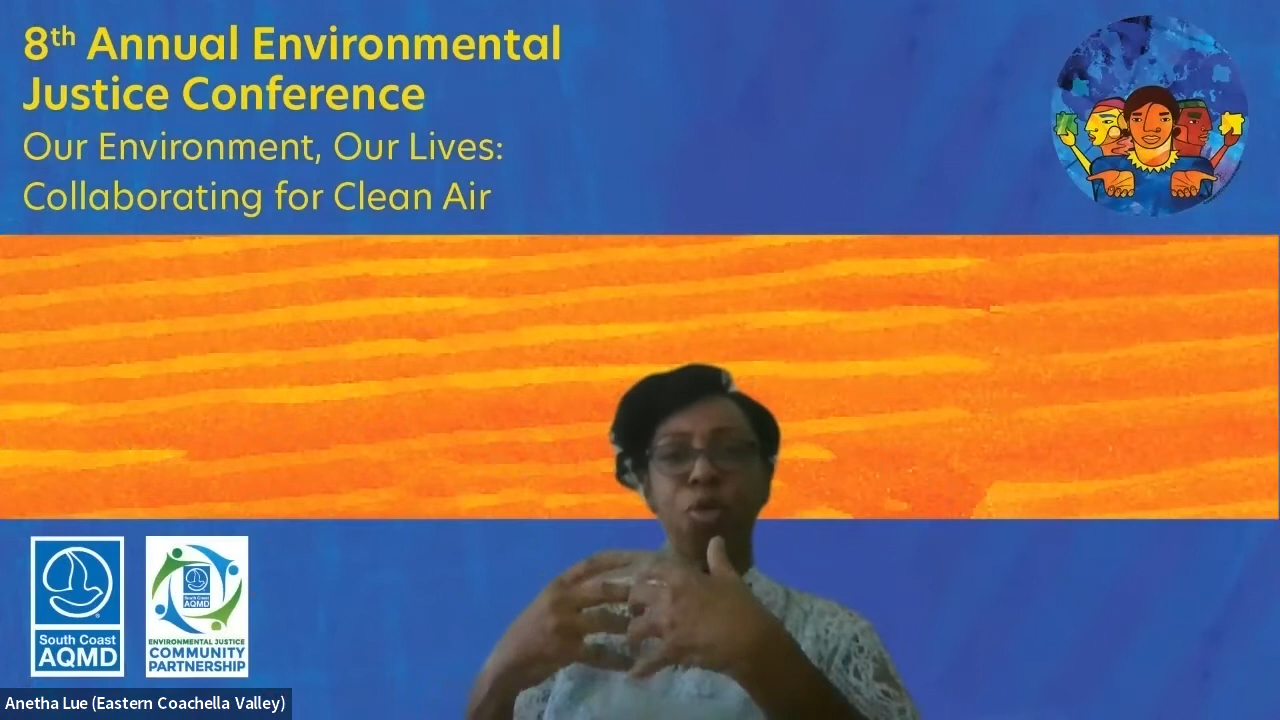 8th Annual Environmental
Justice Conference
Our Environment, Our Lives:
Collaborating for Clean Air
South Coast
AQMD
South Coast
AQMD
ENVIRONMENTAL JUSTICE
COMMUNITY
PARTNERSHIP
Anetha Lue (Eastern Coachella Valley)